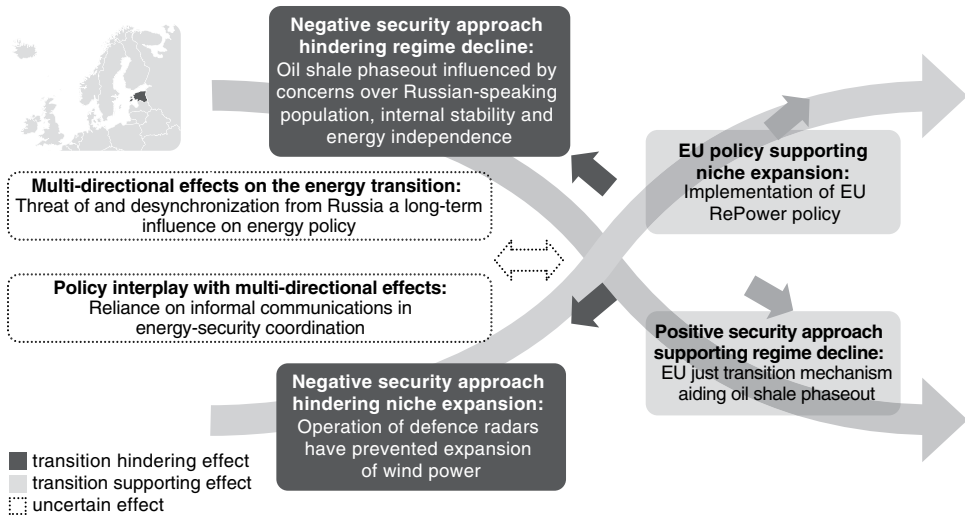 Negative security approach
hindering regime decline:
Oil shale phaseout influenced by
concerns over Russian-speaking
population, internal stability and
energy independence
EU policy supporting
niche expansion:
Implementation of EU
RePower policy
Multi-directional effects on the energy transition:
Threat of and desynchronization from Russia a long-term
influence on energy policy
Policy interplay with multi-directional effects:
Reliance on informal communications in
energy-security coordination
Positive security approach
supporting regime decline:
EU just transition mechanism
aiding oil shale phaseout
Negative security approach
hindering niche expansion:
Operation of defence radars
have prevented expansion
of wind power
transition hindering effect
transition supporting effect
uncertain effect